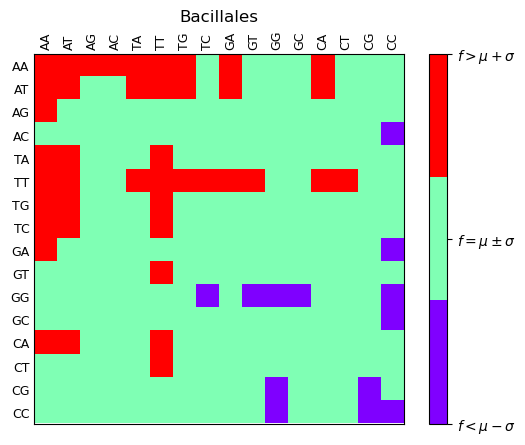 Bacillales
AA AT AG AC TA TT TG TC GA GT GG GC CA CT CG CC
f > μ + σ
AA
AT
AG
AC
TA
TT
TG
TC
GA
GT
GG
GC
CA
CT
CG
CC
f = μ ± σ
f < μ − σ